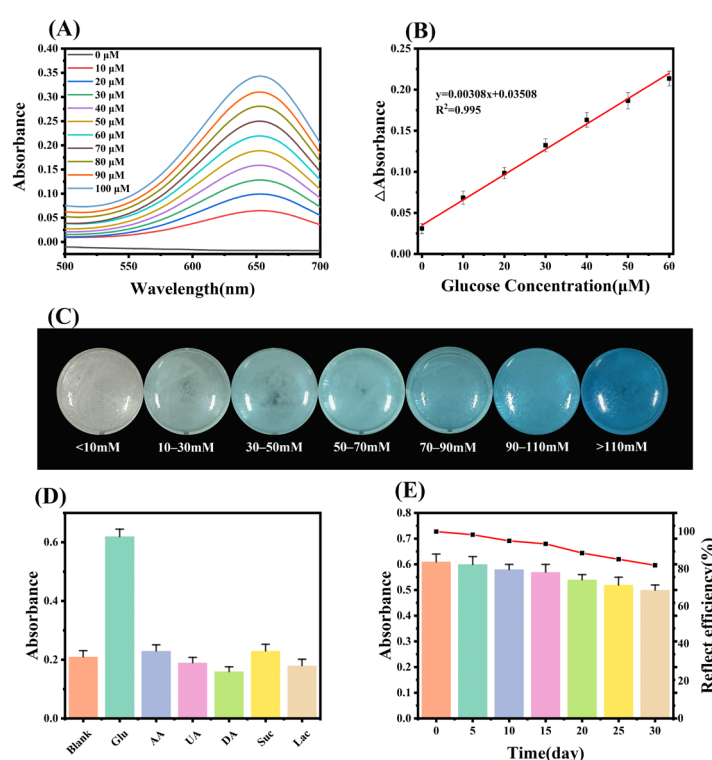 (A)
0.40
0.35
0.30
0.25
0.20
0.15
0.10
0.05
0.00
Absorbance
0 μM
10 μM
20 μM
30 μM
40 μM
50 μM
60 μM
70 μM
80 μM
90 μM
100 μM
500 550 600 650 700
Wavelength(nm)
(B)
0.25
0.20
0.15
0.10
0.05
0.00
△Absorbance
y=0.00308x+0.03508
R²=0.995
0 10 20 30 40 50 60
Glucose Concentration(μM)
(C)
<10mM 10–30mM 30–50mM 50–70mM 70–90mM 90–110mM >110mM
(D)
0.6
0.4
0.2
0.0
Absorbance
Blank Glu AA UA DA Suc Lac
(E)
0.8
0.7
0.6
0.5
0.4
0.3
0.2
0.1
0.0
Absorbance
100
80
60
40
20
0
Reflect efficiency(%)
0 5 10 15 20 25 30
Time(day)